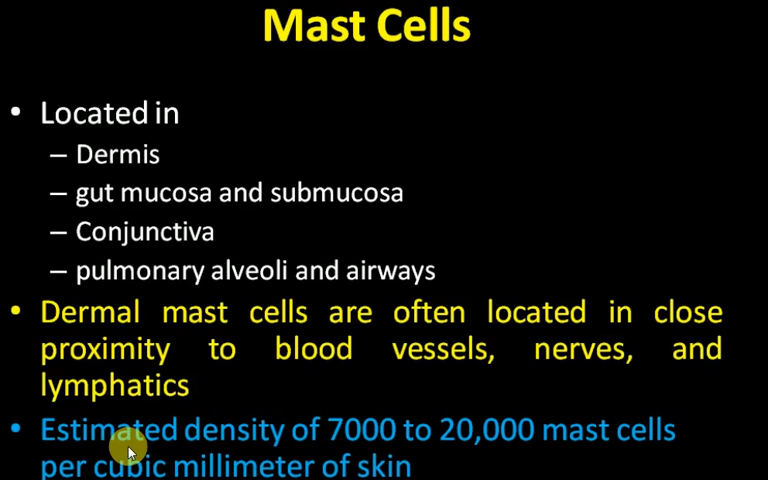 Mast Cells
• Located in
– Dermis
– gut mucosa and submucosa
– Conjunctiva
– pulmonary alveoli and airways
• Dermal mast cells are often located in close
proximity to blood vessels, nerves, and
lymphatics
• Estimated density of 7000 to 20,000 mast cells
per cubic millimeter of skin